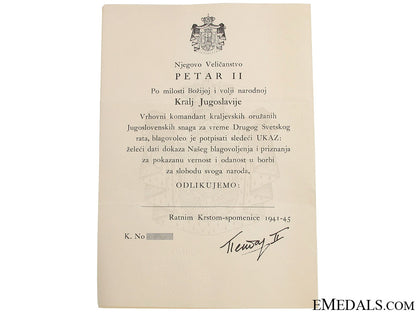 Njegovo Veličanstvo
PETAR II
Po milosti Božijoj i volji narodnoj
Kralj Jugoslavije
Vrhovni komandant kraljevskih oružanih
Jugoslovenskih snaga za vreme Drugog Svetskog
rata, blagovoleo je potpisati sledeći UKAZ:
želeći dati dokaza Našeg blagovoljenja i priznanja
za pokazanu vernost i odanost u borbi
za slobodu svoga naroda.
ODLIKUJEMO:
Ratnim Krstom-spomenice 1941-45
K. No
Петар II
EMEDALS.COM